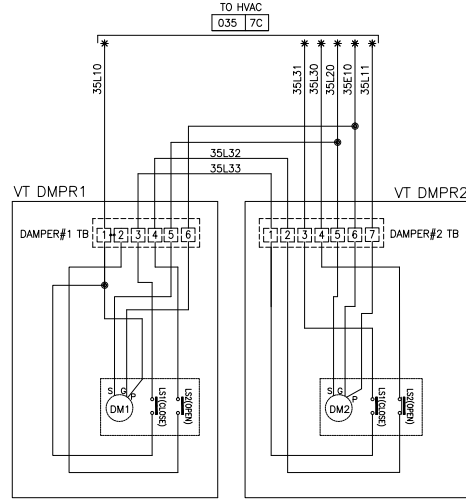 TO HVAC
035 7C
35L10
35L31
35L30
35L20
35E10
35L11
35L32
35L33
VT DMPR1
VT DMPR2
DAMPER#1 TB
1 2 3 4 5 6
1 2 3 4 5 6 7
DAMPER#2 TB
S G P
DM1
LS1(CLOSE)
LS2(OPEN)
S G P
DM2
LS1(CLOSE)
LS2(OPEN)